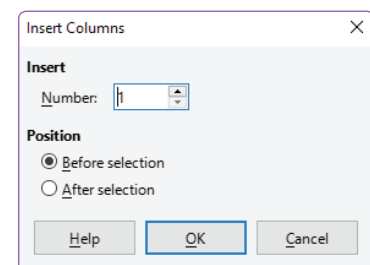 Insert Columns
Insert
Number: 1
Position
Before selection
After selection
Help OK Cancel